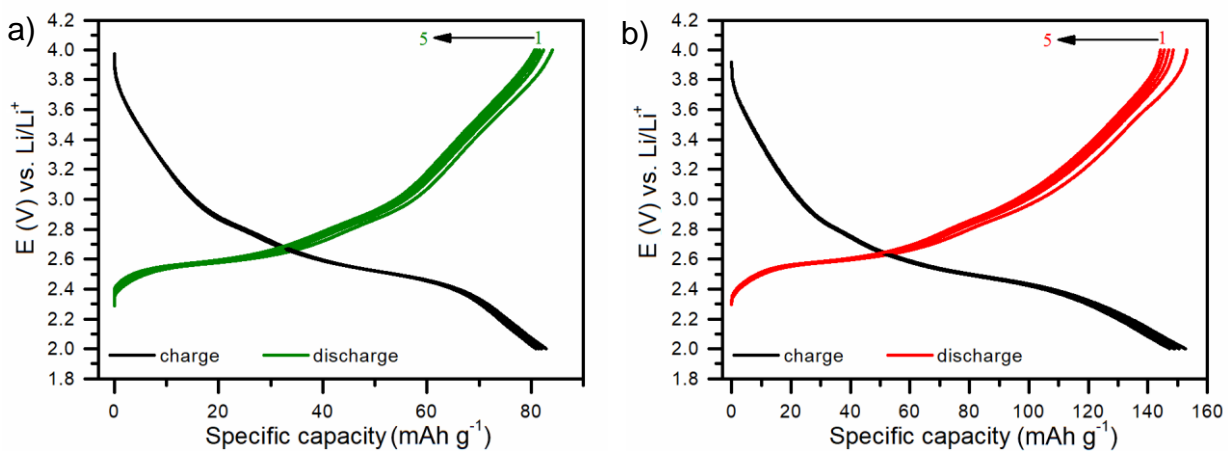 a)
5 1
4.2
4.0
3.8
3.6
3.4
3.2
3.0
2.8
2.6
2.4
2.2
2.0
1.8
E (V) vs. Li/Li⁺
charge discharge
0 20 40 60 80
Specific capacity (mAh g⁻¹)
b)
5 1
4.2
4.0
3.8
3.6
3.4
3.2
3.0
2.8
2.6
2.4
2.2
2.0
1.8
E (V) vs. Li/Li⁺
charge discharge
0 20 40 60 80 100 120 140 160
Specific capacity (mAh g⁻¹)